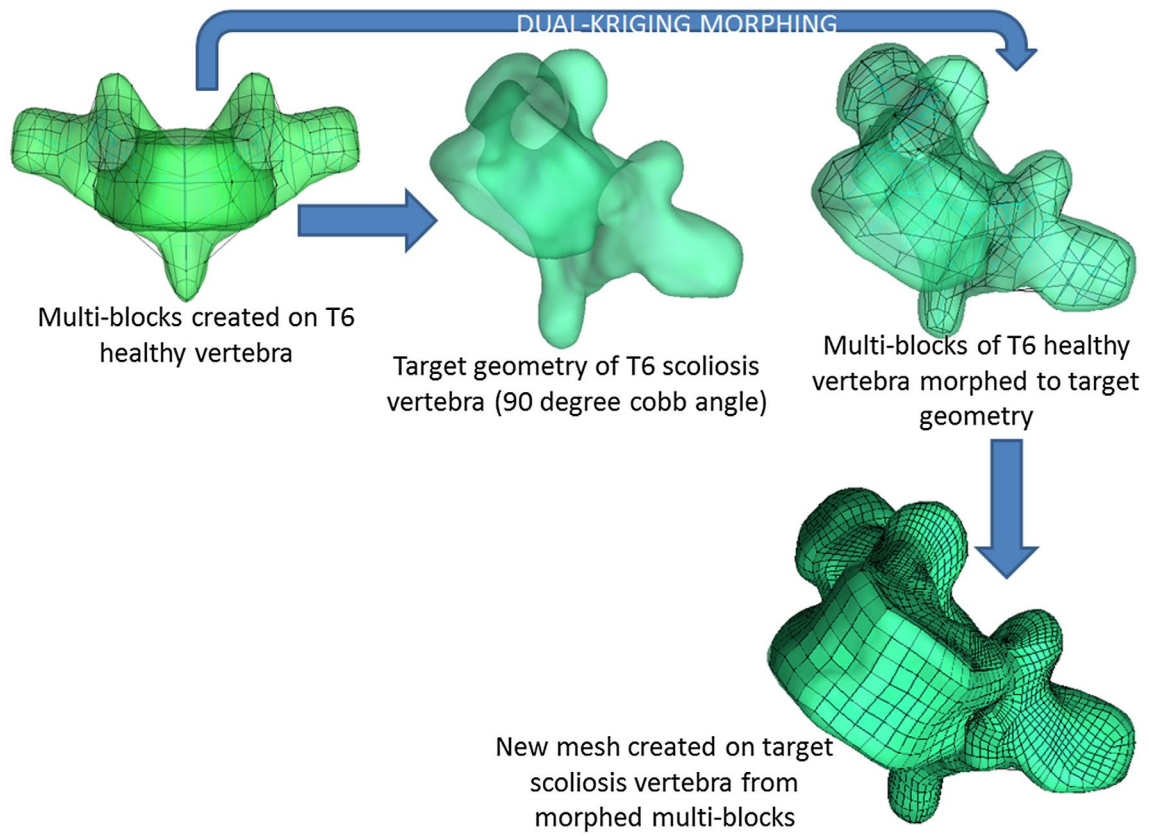 DUAL-KRIGING MORPHING
Multi-blocks created on T6
healthy vertebra
Target geometry of T6 scoliosis
vertebra (90 degree cobb angle)
Multi-blocks of T6 healthy
vertebra morphed to target
geometry
New mesh created on target
scoliosis vertebra from
morphed multi-blocks